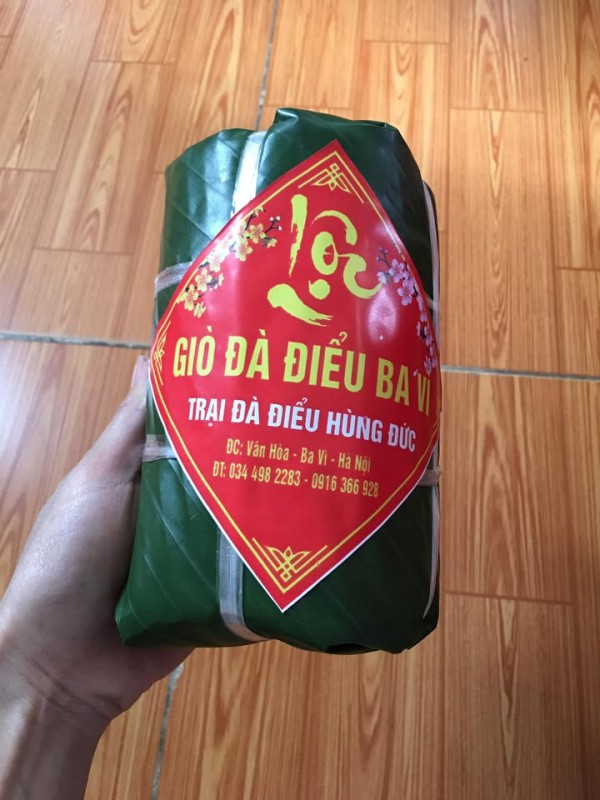 Lộc
GIÒ ĐÀ ĐIỂU BA VÌ
TRẠI ĐÀ ĐIỂU HÙNG ĐỨC
ĐC: Vân Hòa - Ba Vì - Hà Nội
ĐT: 034 498 2283 - 0916 366 928